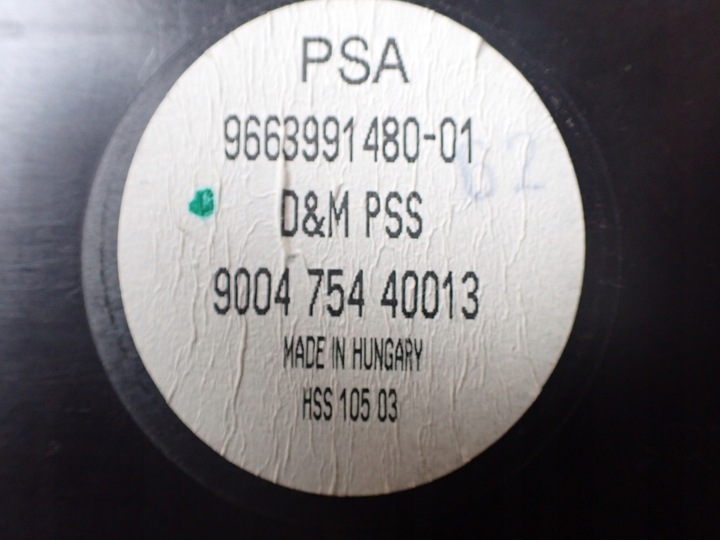 PSA
9663991480-01
D&M PSS
9004 754 40013
MADE IN HUNGARY
HSS 105 03